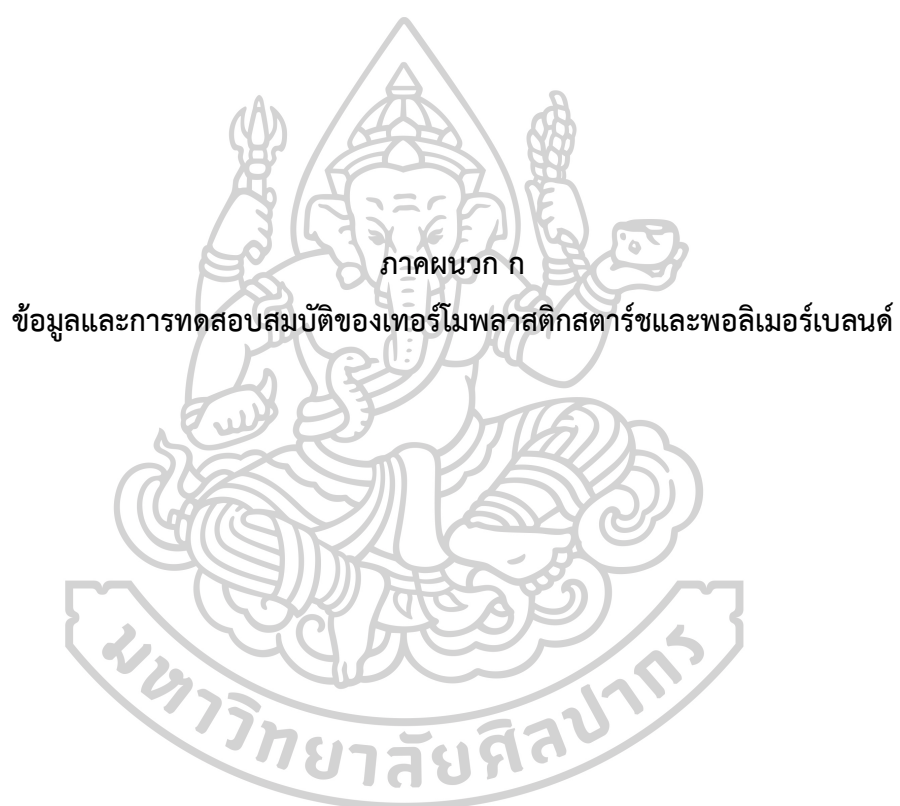 ภาคผนวก ก
ข้อมูลและการทดสอบสมบัติของเทอร์โมพลาสติกสตาร์ชและพอลิเมอร์เบลนด์
มหาวิทยาลัยศิลปากร